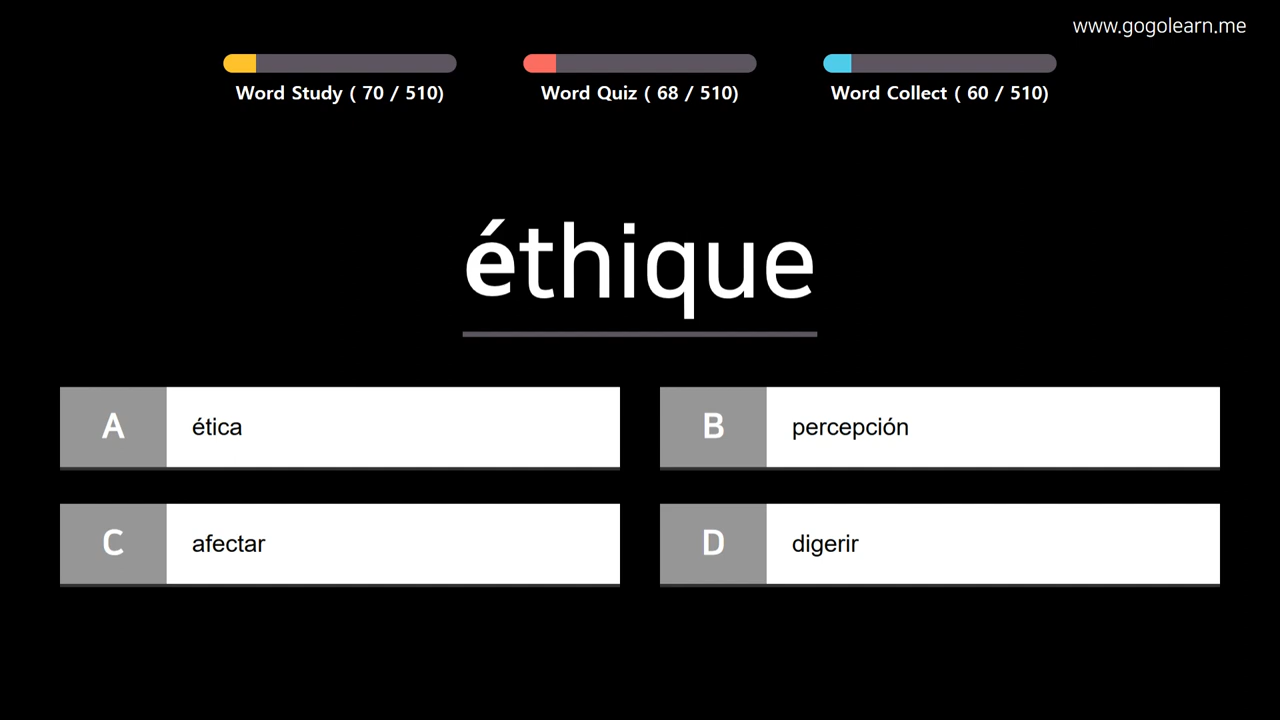 www.gogolearn.me
Word Study ( 70 / 510)
Word Quiz ( 68 / 510)
Word Collect ( 60 / 510)
éthique
A
ética
B
percepción
C
afectar
D
digerir